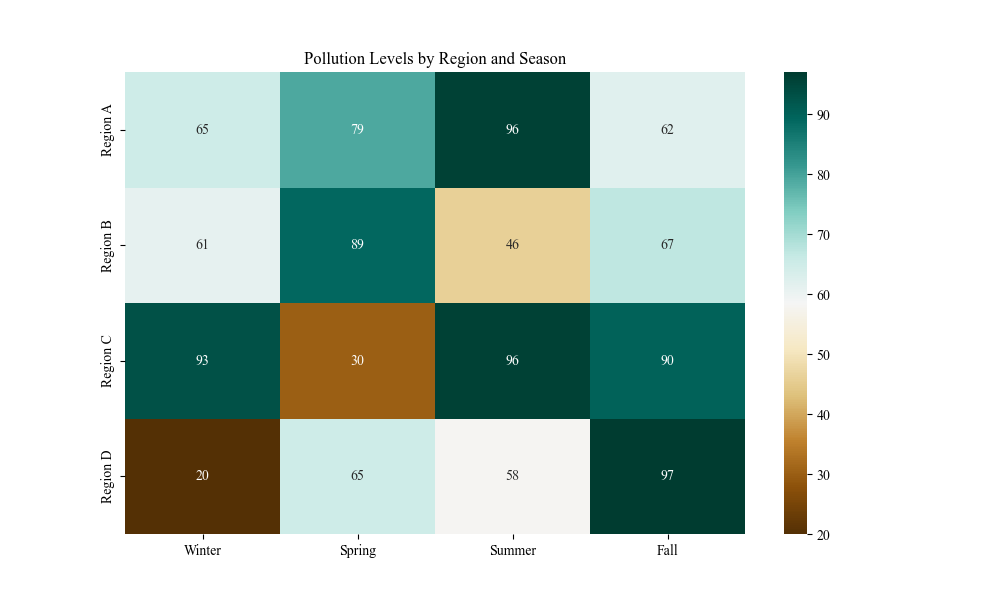 Pollution Levels by Region and Season
Region A
65
79
96
62
Region B
61
89
46
67
Region C
93
30
96
90
Region D
20
65
58
97
Winter
Spring
Summer
Fall
90
80
70
60
50
40
30
20